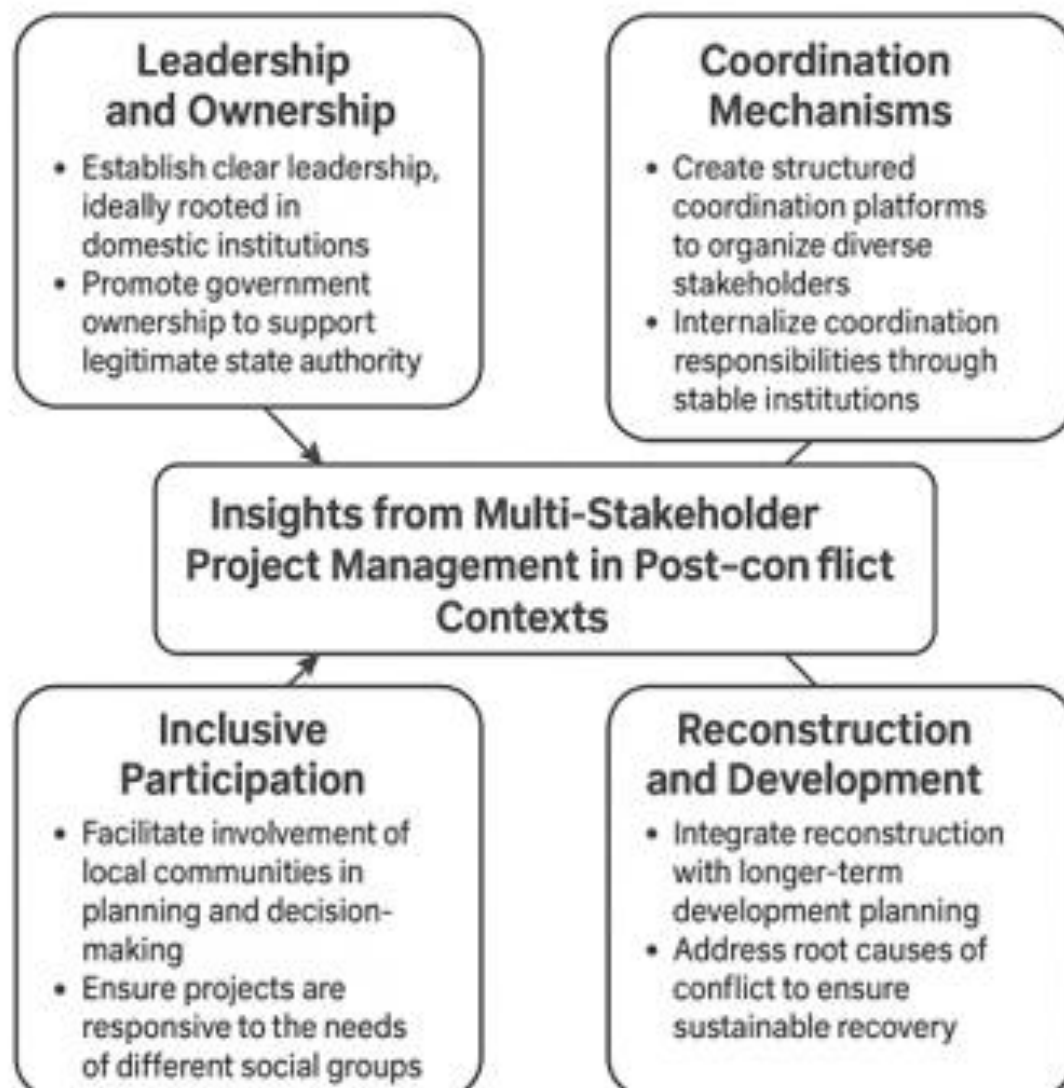 Leadership
and Ownership
• Establish clear leadership,
ideally rooted in
domestic institutions
• Promote government
ownership to support
legitimate state authority
Coordination
Mechanisms
• Create structured
coordination platforms
to organize diverse
stakeholders
• Internalize coordination
responsibilities through
stable institutions
Insights from Multi-Stakeholder
Project Management in Post-con flict
Contexts
Inclusive
Participation
• Facilitate involvement of
local communities in
planning and decision-
making
• Ensure projects are
responsive to the needs
of different social groups
Reconstruction
and Development
• Integrate reconstruction
with longer-term
development planning
• Address root causes of
conflict to ensure
sustainable recovery